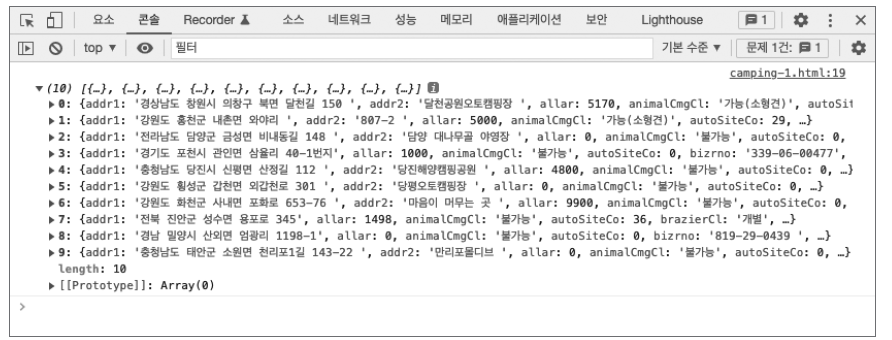 요소 콘솔 Recorder 소스 네트워크 성능 메모리 애플리케이션 보안 Lighthouse 1
top ▼ 필터 기본 수준 ▼ 문제 1건: 1
camping-1.html:19
▼(10) [{…}, {…}, {…}, {…}, {…}, {…}, {…}, {…}, {…}, {…}] i
▶0: {addr1: '경상남도 창원시 의창구 북면 달천길 150 ', addr2: '달천공원오토캠핑장 ', allar: 5170, animalCmgCl: '가능(소형견)', autoSit
▶1: {addr1: '강원도 홍천군 내촌면 와야리 ', addr2: '807-2 ', allar: 5000, animalCmgCl: '가능(소형견)', autoSiteCo: 29, …}
▶2: {addr1: '전라남도 담양군 금성면 비내동길 148 ', addr2: '담양 대나무골 야영장 ', allar: 0, animalCmgCl: '불가능', autoSiteCo: 0,
▶3: {addr1: '경기도 포천시 관인면 삼율리 40-1번지', allar: 1000, animalCmgCl: '불가능', autoSiteCo: 0, bizrno: '339-06-00477',
▶4: {addr1: '충청남도 당진시 신평면 산정길 112 ', addr2: '당진해양캠핑공원 ', allar: 4800, animalCmgCl: '불가능', autoSiteCo: 0, …}
▶5: {addr1: '강원도 횡성군 갑천면 외갑천로 301 ', addr2: '당평오토캠핑장 ', allar: 0, animalCmgCl: '불가능', autoSiteCo: 0, …}
▶6: {addr1: '강원도 화천군 사내면 포화로 653-76 ', addr2: '마음이 머무는 곳 ', allar: 9900, animalCmgCl: '불가능', autoSiteCo: 0,
▶7: {addr1: '전북 진안군 성수면 용포로 345', allar: 1498, animalCmgCl: '불가능', autoSiteCo: 36, brazierCl: '개별', …}
▶8: {addr1: '경남 밀양시 산외면 엄광리 1198-1', allar: 0, animalCmgCl: '불가능', autoSiteCo: 0, bizrno: '819-29-0439 ', …}
▶9: {addr1: '충청남도 태안군 소원면 천리포1길 143-22 ', addr2: '만리포몰디브 ', allar: 0, animalCmgCl: '불가능', autoSiteCo: 0, …}
length: 10
▶[[Prototype]]: Array(0)
>